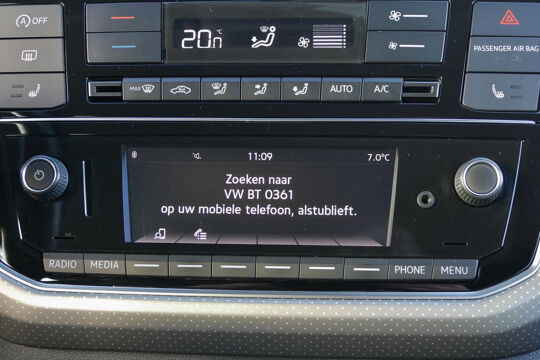 OFF
20.0
PASSENGER AIR BAG
MAX
AUTO
A/C
11:09
7.0°C
Zoeken naar
VW BT 0361
op uw mobiele telefoon, alstublieft.
RADIO
MEDIA
PHONE
MENU